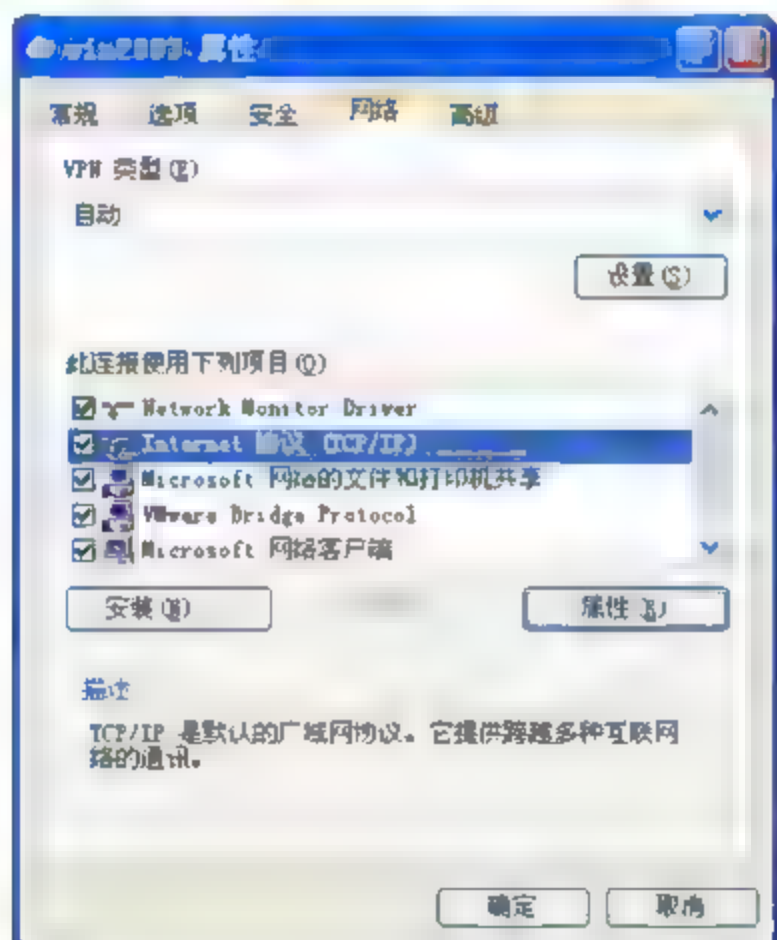 win2003 属性
常规 选项 安全 网络 高级
VPN 类型(E)
自动
设置(S)
此连接使用下列项目(O)
Network Monitor Driver
Internet 协议 (TCP/IP)
Microsoft 网络的文件和打印机共享
VMware Bridge Protocol
Microsoft 网络客户端
安装(N) 属性(R)
描述
TCP/IP 是默认的广域网协议。它提供跨越多种互联网
络的通讯。
确定 取消